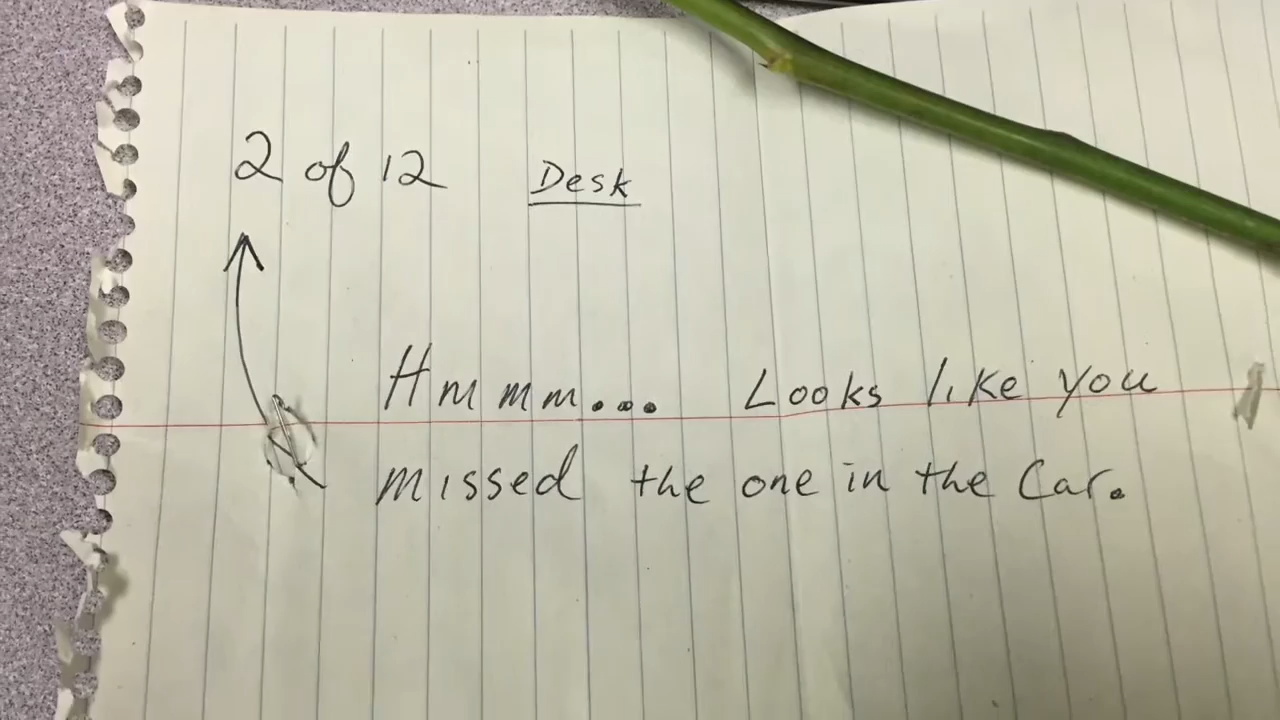 2 of 12 Desk
Hmmm... Looks like you
missed the one in the Car.